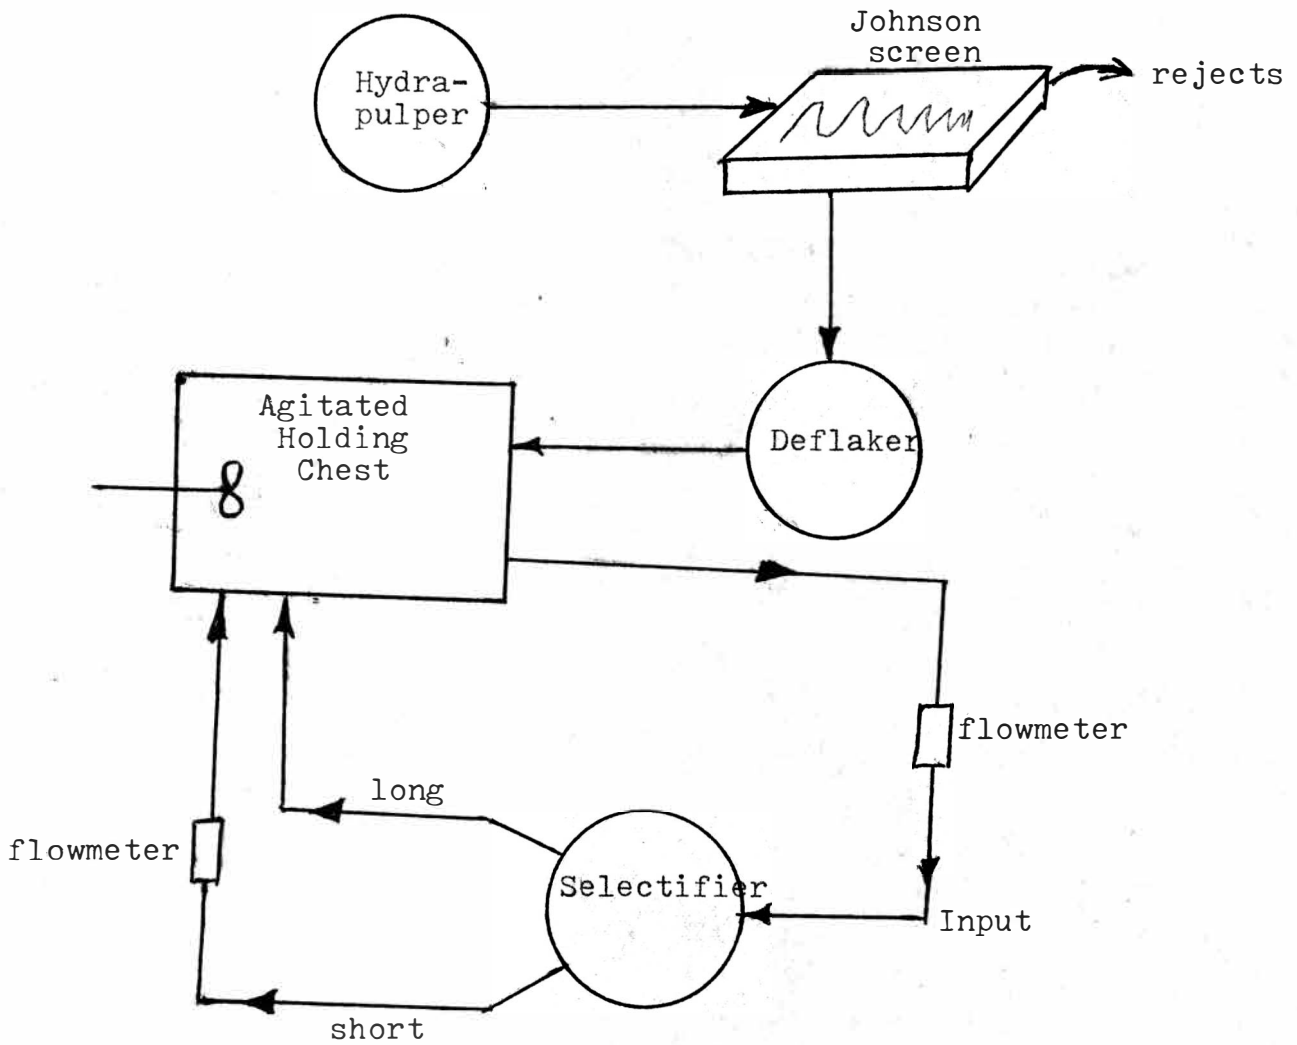 Johnson
screen
rejects
Hydra-
pulper
Agitated
Holding
Chest
Deflaker
flowmeter
long
flowmeter
Selectifier
Input
short